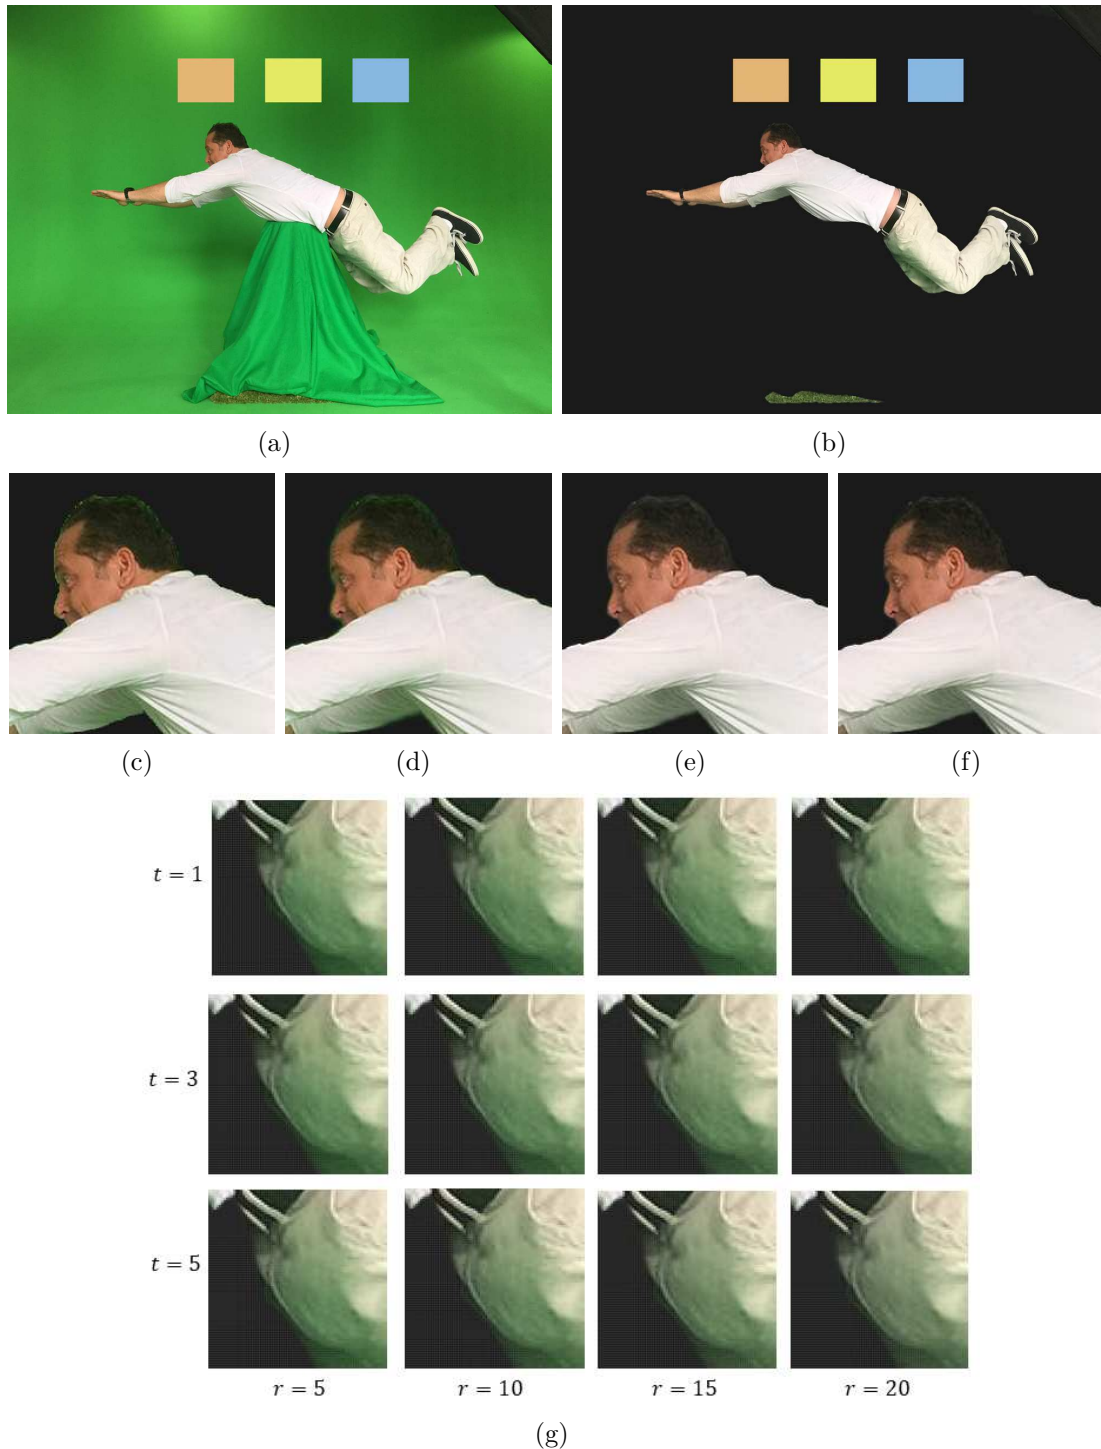 (a)
(b)
(c)
(d)
(e)
(f)
t = 1
t = 3
t = 5
r = 5
r = 10
r = 15
r = 20
(g)